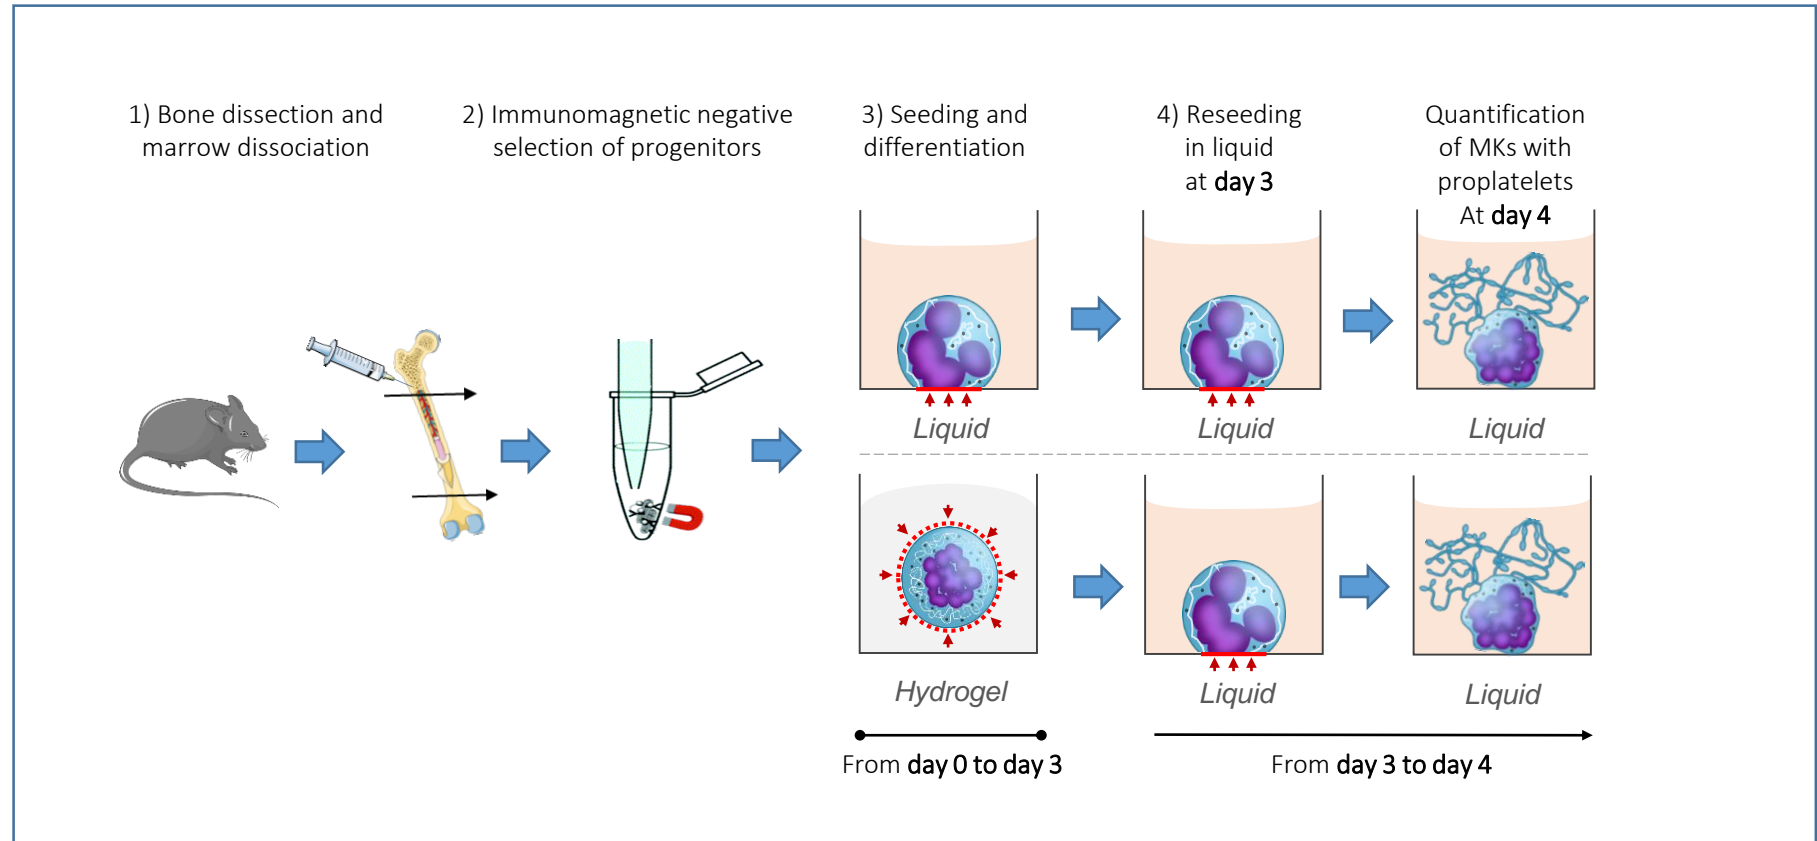 1) Bone dissection and
marrow dissociation
2) Immunomagnetic negative
selection of progenitors
3) Seeding and
differentiation
4) Reseeding
in liquid
at day 3
Quantification
of MKs with
proplatelets
At day 4
Liquid
Liquid
Liquid
Hydrogel
Liquid
Liquid
From day 0 to day 3
From day 3 to day 4